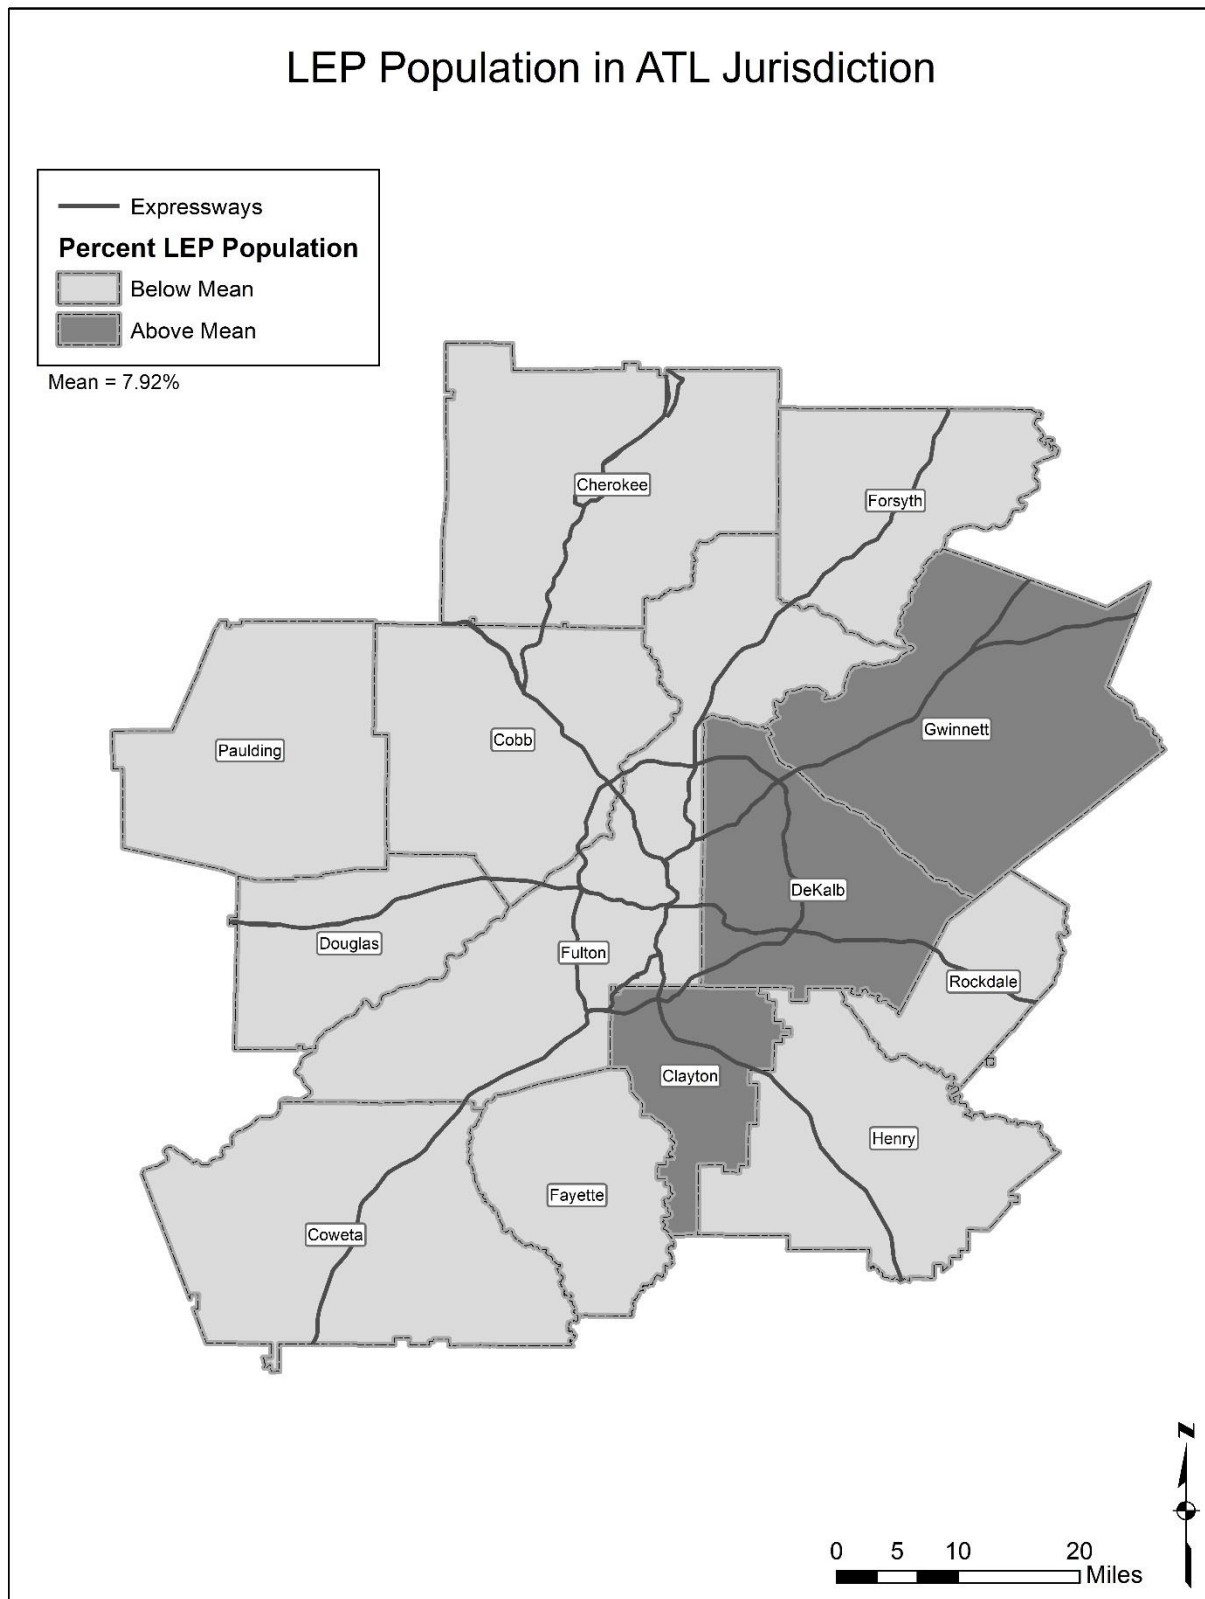 LEP Population in ATL Jurisdiction
Expressways
Percent LEP Population
Below Mean
Above Mean
Mean = 7.92%
Cherokee
Forsyth
Gwinnett
Cobb
Paulding
DeKalb
Douglas
Fulton
Rockdale
Clayton
Henry
Fayette
Coweta
N
0 5 10 20
Miles